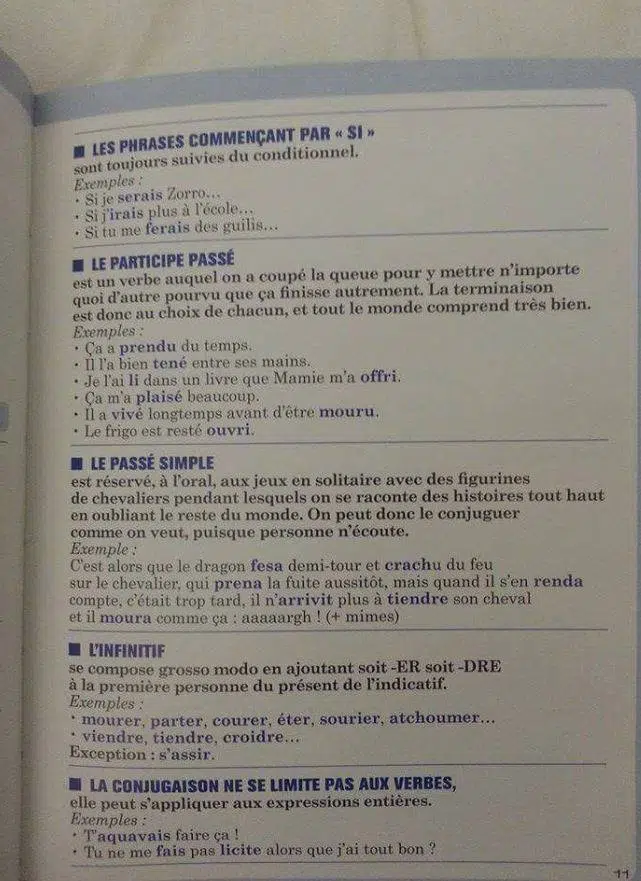 ■ LES PHRASES COMMENÇANT PAR « SI »
sont toujours suivies du conditionnel.
Exemples :
• Si je serais Zorro...
• Si j'irais plus à l'école...
• Si tu me ferais des guilis...
■ LE PARTICIPE PASSÉ
est un verbe auquel on a coupé la queue pour y mettre n'importe
quoi d'autre pourvu que ça finisse autrement. La terminaison
est donc au choix de chacun, et tout le monde comprend très bien.
Exemples :
• Ça a prendu du temps.
• Il l'a bien tené entre ses mains.
• Je l'ai li dans un livre que Mamie m'a offri.
• Ça m'a plaisé beaucoup.
• Il a vivé longtemps avant d'être mouru.
• Le frigo est resté ouvri.
■ LE PASSÉ SIMPLE
est réservé, à l'oral, aux jeux en solitaire avec des figurines
de chevaliers pendant lesquels on se raconte des histoires tout haut
en oubliant le reste du monde. On peut donc le conjuguer
comme on veut, puisque personne n'écoute.
Exemple :
C'est alors que le dragon fesa demi-tour et crachu du feu
sur le chevalier, qui prena la fuite aussitôt, mais quand il s'en renda
compte, c'était trop tard, il n'arrivit plus à tiendre son cheval
et il moura comme ça : aaaaargh ! (+ mimes)
■ L'INFINITIF
se compose grosso modo en ajoutant soit -ER soit -DRE
à la première personne du présent de l'indicatif.
Exemples :
• mourer, parter, courer, éter, sourier, atchoumer...
• viendre, tiendre, croidre...
Exception : s'assir.
■ LA CONJUGAISON NE SE LIMITE PAS AUX VERBES,
elle peut s'appliquer aux expressions entières.
Exemples :
• T'aquavais faire ça !
• Tu ne me fais pas licite alors que j'ai tout bon ?
11